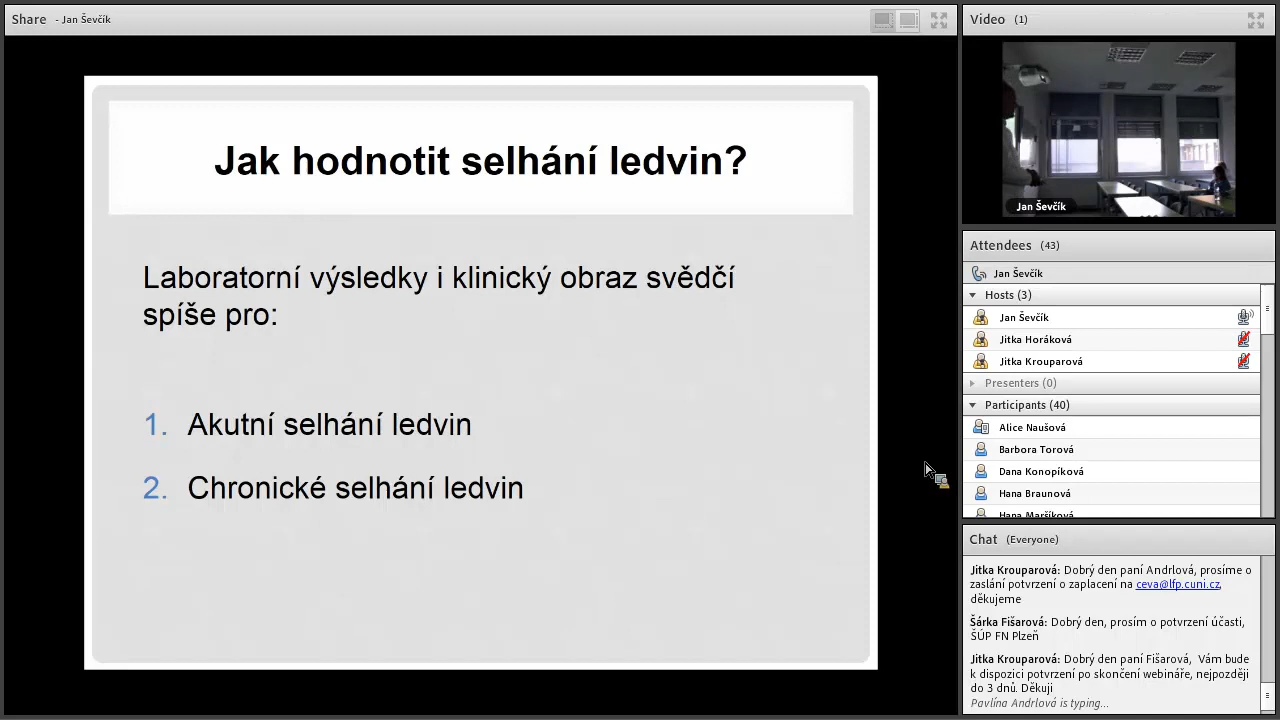 Share - Jan Ševčík
Jak hodnotit selhání ledvin?
Laboratorní výsledky i klinický obraz svědčí
spíše pro:
1. Akutní selhání ledvin
2. Chronické selhání ledvin
Video (1)
Jan Ševčík
Attendees (43)
Jan Ševčík
Hosts (3)
Jan Ševčík
Jitka Horáková
Jitka Krouparová
Presenters (0)
Participants (40)
Alice Naušová
Barbora Torová
Dana Konopíková
Hana Braunová
Hana Maršíková
Chat (Everyone)
Jitka Krouparová: Dobrý den paní Andrlová, prosíme o
zaslání potvrzení o zaplacení na ceva@lfp.cuni.cz,
děkujeme
Šárka Fišarová: Dobrý den, prosím o potvrzení účasti,
ŠÚP FN Plzeň
Jitka Krouparová: Dobrý den paní Fišarová, Vám bude
k dispozici potvrzení po skončení webináře, nejpozději
do 3 dnů. Děkuji
Pavlína Andrlová is typing...